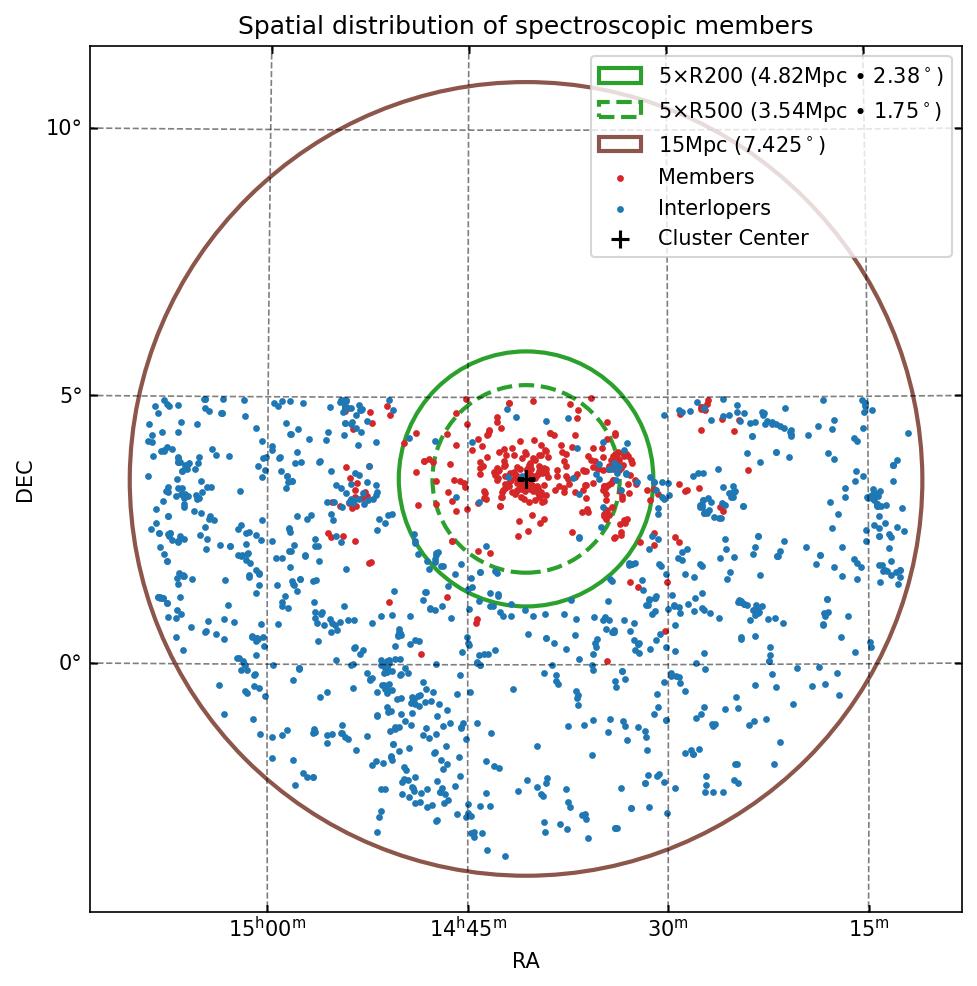 Spatial distribution of spectroscopic members
5×R200 (4.82Mpc • 2.38°)
5×R500 (3.54Mpc • 1.75°)
15Mpc (7.425°)
Members
Interlopers
Cluster Center
10°
5°
0°
DEC
15ʰ00ᵐ 14ʰ45ᵐ 30ᵐ 15ᵐ
RA